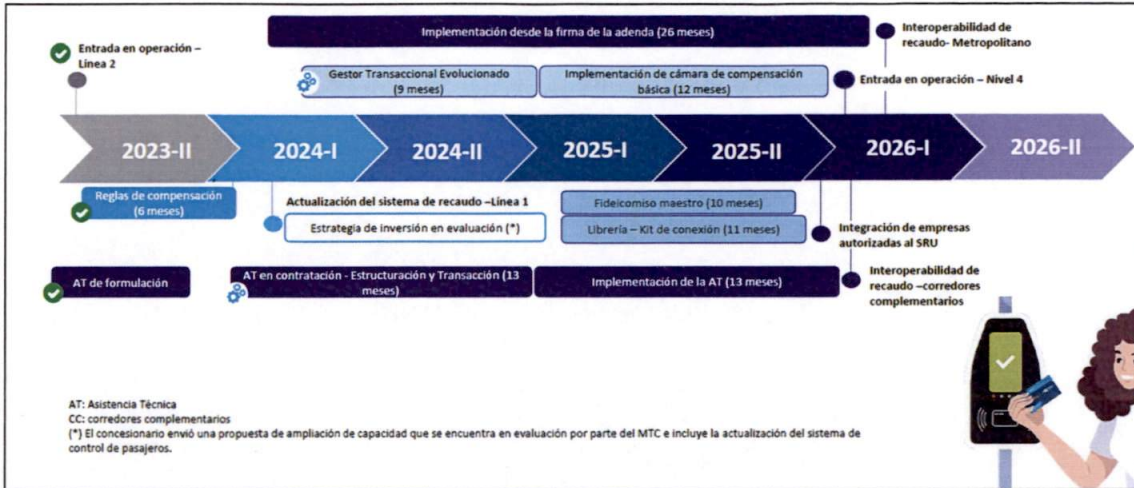 Implementación desde la firma de la adenda (26 meses)
Interoperabilidad de
recaudo- Metropolitano
Entrada en operación –
Línea 2
Gestor Transaccional Evolucionado
(9 meses)
Implementación de cámara de compensación
básica (12 meses)
Entrada en operación – Nivel 4
2023-II
2024-I
2024-II
2025-I
2025-II
2026-I
2026-II
Reglas de compensación
(6 meses)
Actualización del sistema de recaudo –Línea 1
Estrategia de inversión en evaluación (*)
Fideicomiso maestro (10 meses)
Librería – Kit de conexión (11 meses)
Integración de empresas
autorizadas al SRU
AT de formulación
AT en contratación - Estructuración y Transacción (13
meses)
Implementación de la AT (13 meses)
Interoperabilidad de
recaudo –corredores
complementarios
AT: Asistencia Técnica
CC: corredores complementarios
(*) El concesionario envió una propuesta de ampliación de capacidad que se encuentra en evaluación por parte del MTC e incluye la actualización del sistema de
control de pasajeros.